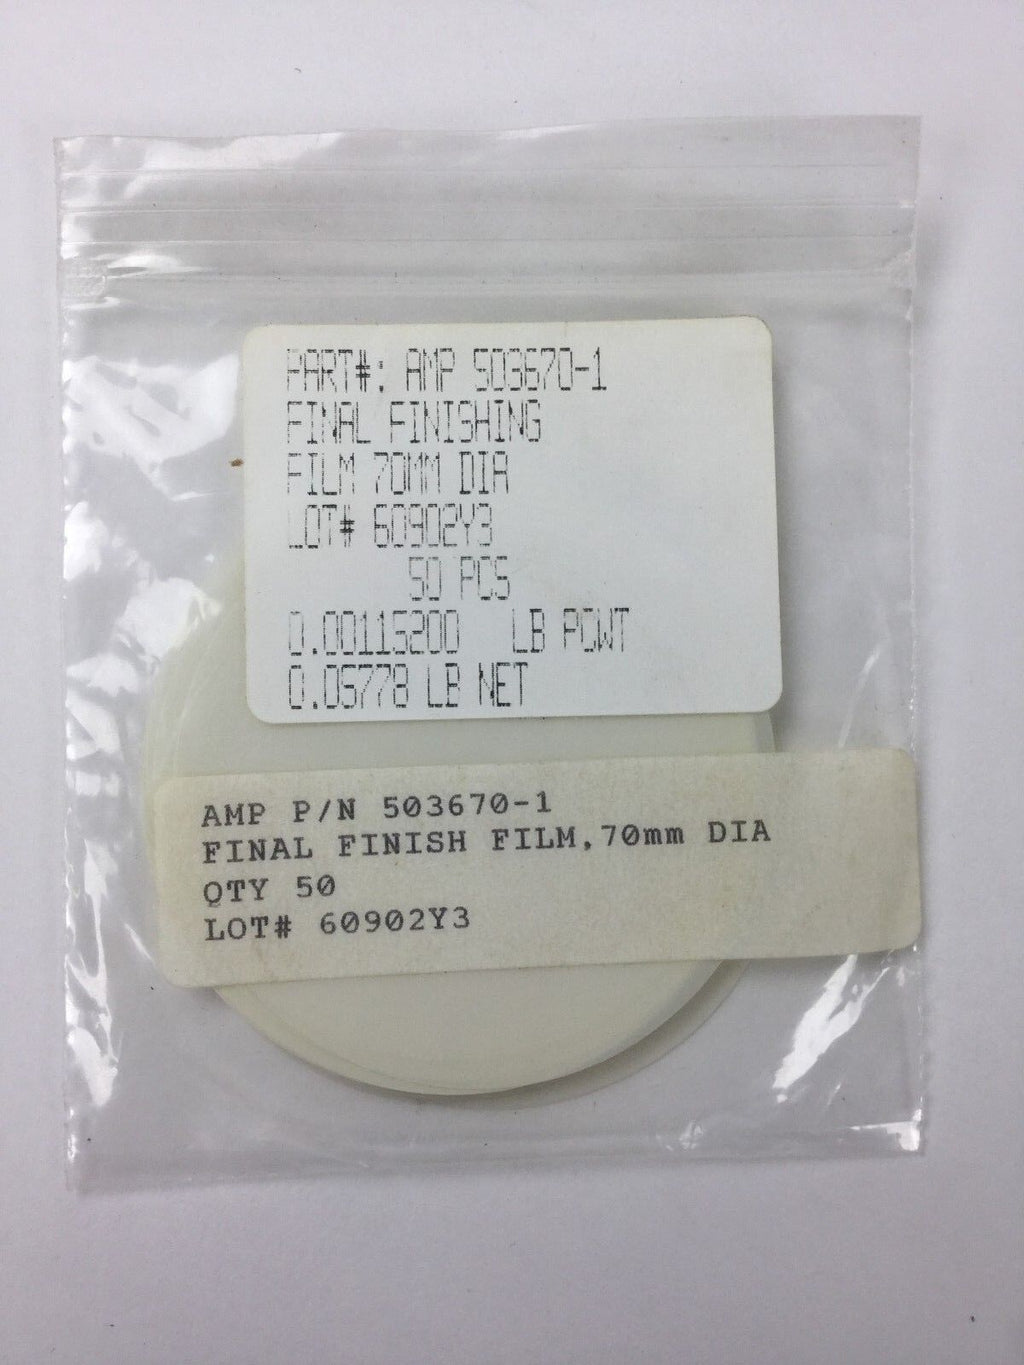 PART#: AMP 503670-1
FINAL FINISHING
FILM 70MM DIA
LOT# 60902Y3
50 PCS
0.00115200 LB PCWT
0.05778 LB NET
AMP P/N 503670-1
FINAL FINISH FILM,70mm DIA
QTY 50
LOT# 60902Y3